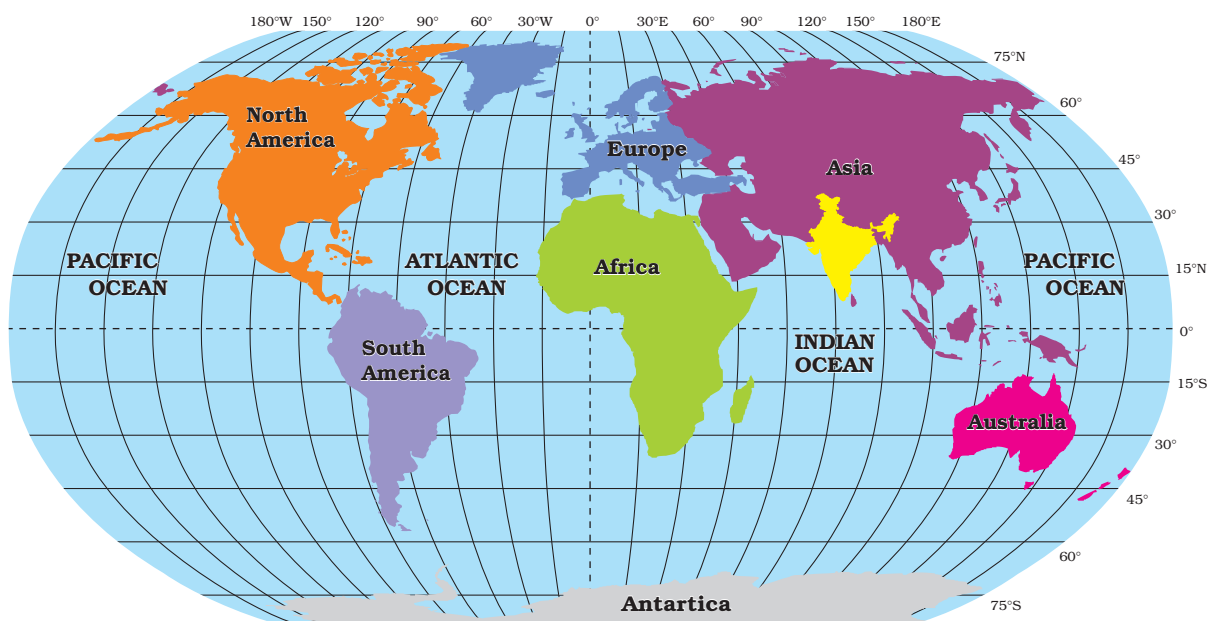 180°W 150° 120° 90° 60° 30W 0° 30°E 60° 90° 120° 150° 180°E
75°N
60°
45°
30°
15°N
0°
15°S
30°
45°
60°
75°S
North
America
Europe
Asia
PACIFIC
OCEAN
ATLANTIC
OCEAN
Africa
PACIFIC
OCEAN
South
America
INDIAN
OCEAN
Australia
Antartica